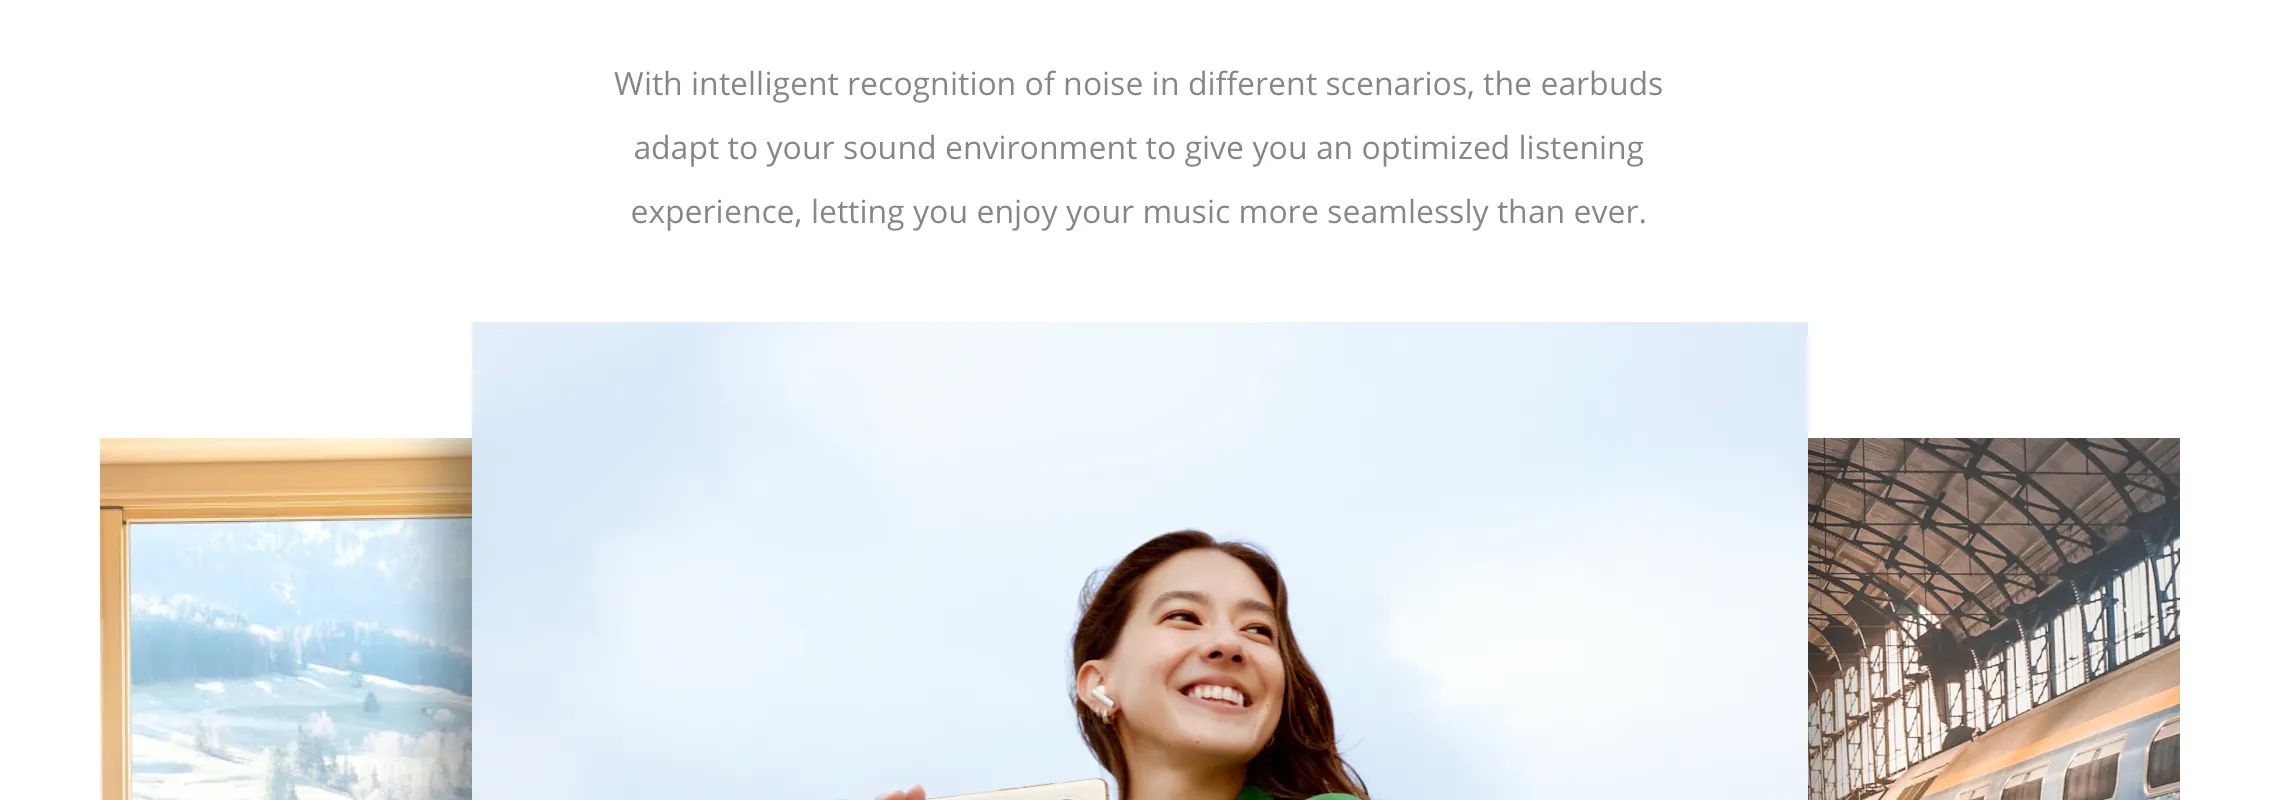 With intelligent recognition of noise in different scenarios, the earbuds
adapt to your sound environment to give you an optimized listening
experience, letting you enjoy your music more seamlessly than ever.